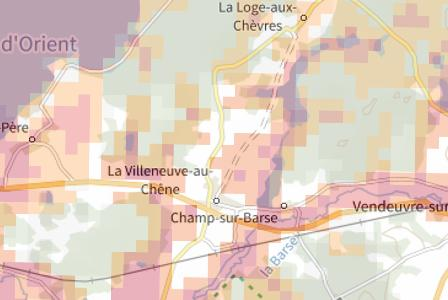 La Loge-aux-
Chèvres
d'Orient
-Père
La Villeneuve-au-
Chêne
Champ-sur-Barse
Vendeuvre-sur
la Barse